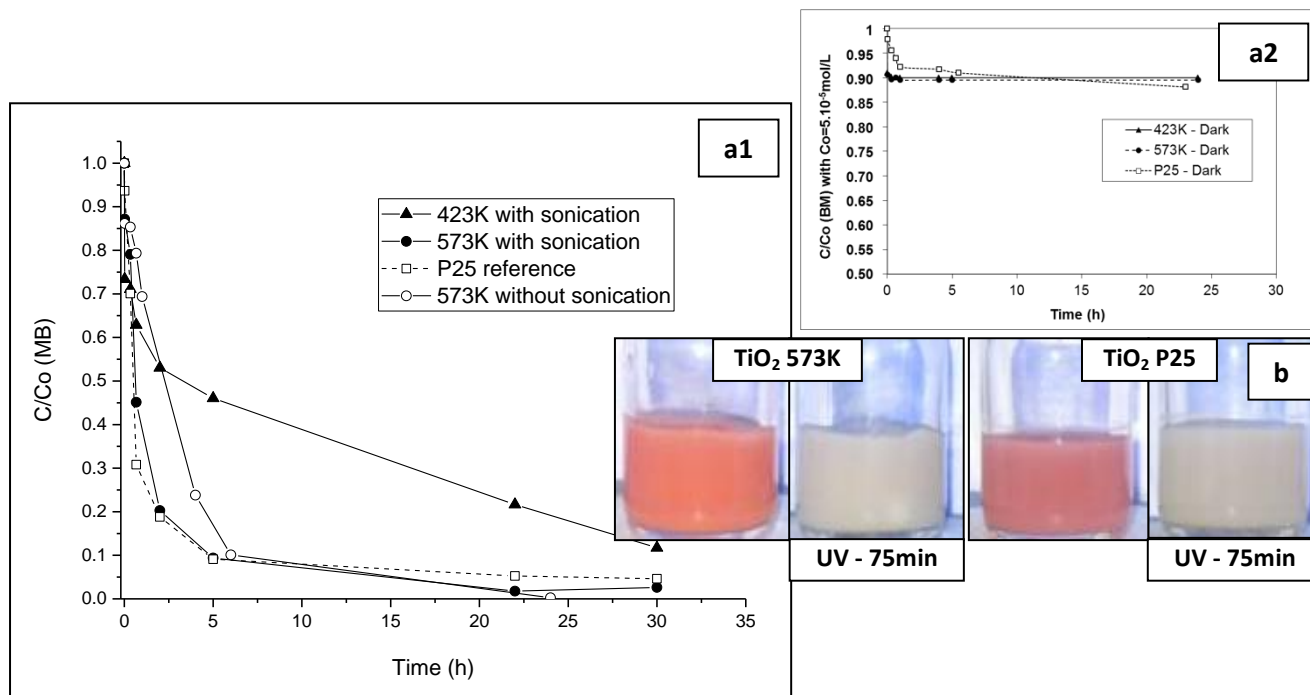 a1
1.0
0.9
0.8
0.7
0.6
0.5
0.4
0.3
0.2
0.1
0.0
C/Co (MB)
423K with sonication
573K with sonication
P25 reference
573K without sonication
0 5 10 15 20 25 30 35
Time (h)
a2
1
0.95
0.90
0.85
0.80
0.75
0.70
0.65
0.60
0.55
0.50
C/Co (BM) with Co=5.10⁻⁵mol/L
423K - Dark
573K - Dark
P25 - Dark
0 5 10 15 20 25 30
Time (h)
TiO₂ 573K
TiO₂ P25
b
UV - 75min
UV - 75min